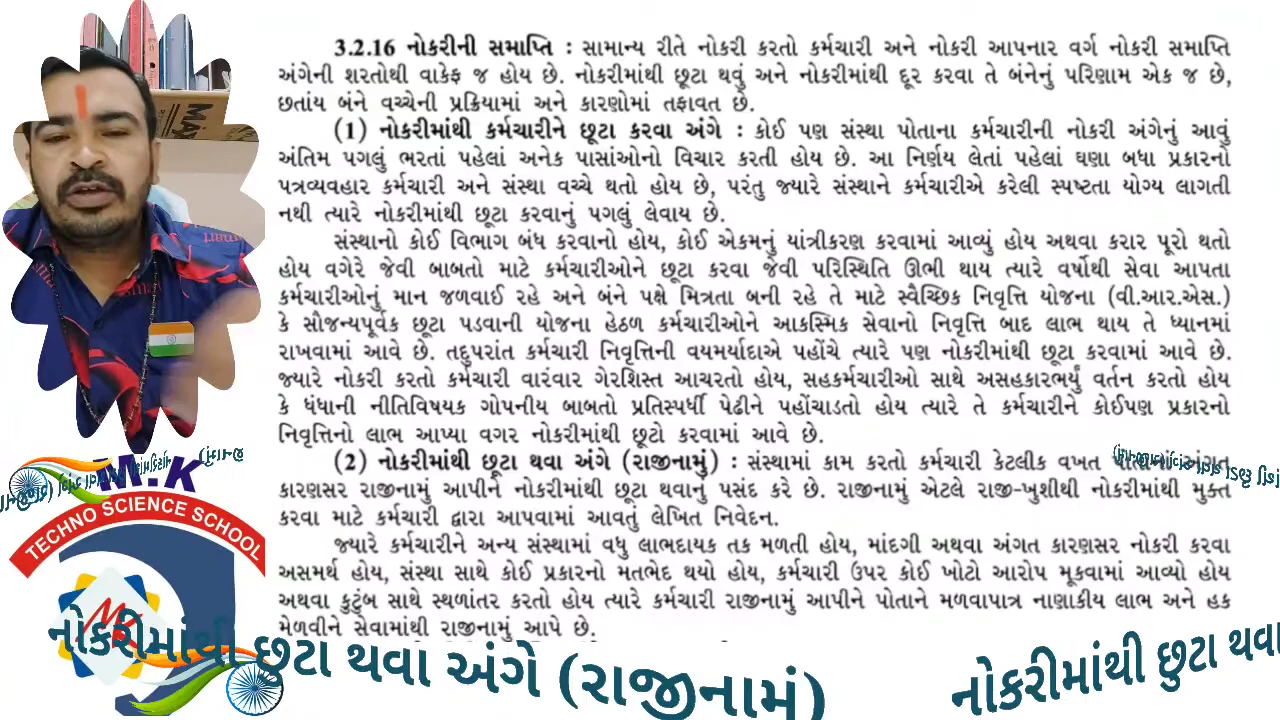 3.2.16 નોકરીની સમાપ્તિ : સામાન્ય રીતે નોકરી કરતો કર્મચારી અને નોકરી આપનાર વર્ગ નોકરી સમાપ્તિ
અંગેની શરતોથી વાકેફ જ હોય છે. નોકરીમાંથી છૂટા થવું અને નોકરીમાંથી દૂર કરવા તે બંનેનું પરિણામ એક જ છે,
છતાંય બંને વચ્ચેની પ્રક્રિયામાં અને કારણોમાં તફાવત છે.
(1) નોકરીમાંથી કર્મચારીને છૂટા કરવા અંગે : કોઈ પણ સંસ્થા પોતાના કર્મચારીની નોકરી અંગેનું આવું
અંતિમ પગલું ભરતાં પહેલાં અનેક પાસાંઓનો વિચાર કરતી હોય છે. આ નિર્ણય લેતાં પહેલાં ઘણા બધા પ્રકારનો
પત્રવ્યવહાર કર્મચારી અને સંસ્થા વચ્ચે થતો હોય છે, પરંતુ જ્યારે સંસ્થાને કર્મચારીએ કરેલી સ્પષ્ટતા યોગ્ય લાગતી
નથી ત્યારે નોકરીમાંથી છૂટા કરવાનું પગલું લેવાય છે.
સંસ્થાનો કોઈ વિભાગ બંધ કરવાનો હોય, કોઈ એકમનું યાંત્રીકરણ કરવામાં આવ્યું હોય અથવા કરાર પૂરો થતો
હોય વગેરે જેવી બાબતો માટે કર્મચારીઓને છૂટા કરવા જેવી પરિસ્થિતિ ઊભી થાય ત્યારે વર્ષોથી સેવા આપતા
કર્મચારીઓનું માન જળવાઈ રહે અને બંને પક્ષે મિત્રતા બની રહે તે માટે સ્વૈચ્છિક નિવૃત્તિ યોજના (વી.આર.એસ.)
કે સૌજન્યપૂર્વક છૂટા પડવાની યોજના હેઠળ કર્મચારીઓને આકસ્મિક સેવાનો નિવૃત્તિ બાદ લાભ થાય તે ધ્યાનમાં
રાખવામાં આવે છે. તદુપરાંત કર્મચારી નિવૃત્તિની વયમર્યાદાએ પહોંચે ત્યારે પણ નોકરીમાંથી છૂટા કરવામાં આવે છે.
જ્યારે નોકરી કરતો કર્મચારી વારંવાર ગેરશિસ્ત આચરતો હોય, સહકર્મચારીઓ સાથે અસહકારભર્યું વર્તન કરતો હોય
કે ધંધાની નીતિવિષયક ગોપનીય બાબતો પ્રતિસ્પર્ધી પેઢીને પહોંચાડતો હોય ત્યારે તે કર્મચારીને કોઈપણ પ્રકારનો
નિવૃત્તિનો લાભ આપ્યા વગર નોકરીમાંથી છૂટો કરવામાં આવે છે.
(2) નોકરીમાંથી છૂટા થવા અંગે (રાજીનામું) : સંસ્થામાં કામ કરતો કર્મચારી કેટલીક વખત અંગત
કારણસર રાજીનામું આપીને નોકરીમાંથી છૂટા થવાનું પસંદ કરે છે. રાજીનામું એટલે રાજી-ખુશીથી નોકરીમાંથી મુક્ત
કરવા માટે કર્મચારી દ્વારા આપવામાં આવતું લેખિત નિવેદન.
જ્યારે કર્મચારીને અન્ય સંસ્થામાં વધુ લાભદાયક તક મળતી હોય, માંદગી અથવા અંગત કારણસર નોકરી કરવા
અસમર્થ હોય, સંસ્થા સાથે કોઈ પ્રકારનો મતભેદ થયો હોય, કર્મચારી ઉપર કોઈ ખોટો આરોપ મૂકવામાં આવ્યો હોય
અથવા કુટુંબ સાથે સ્થળાંતર કરતો હોય ત્યારે કર્મચારી રાજીનામું આપીને પોતાને મળવાપાત્ર નાણાકીય લાભ અને હક
મેળવીને સેવામાંથી રાજીનામું આપે છે.
M.K
TECHNO SCIENCE SCHOOL
નોકરીમાંથી છુટા થવા અંગે (રાજીનામં)
નોકરીમાંથી છુટા થવા